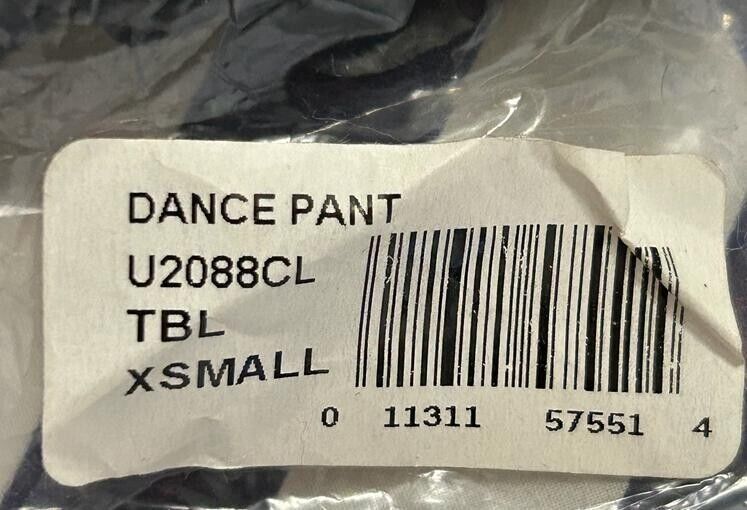 DANCE PANT
U2088CL
TBL
xSMALL
0 11311 57551 4